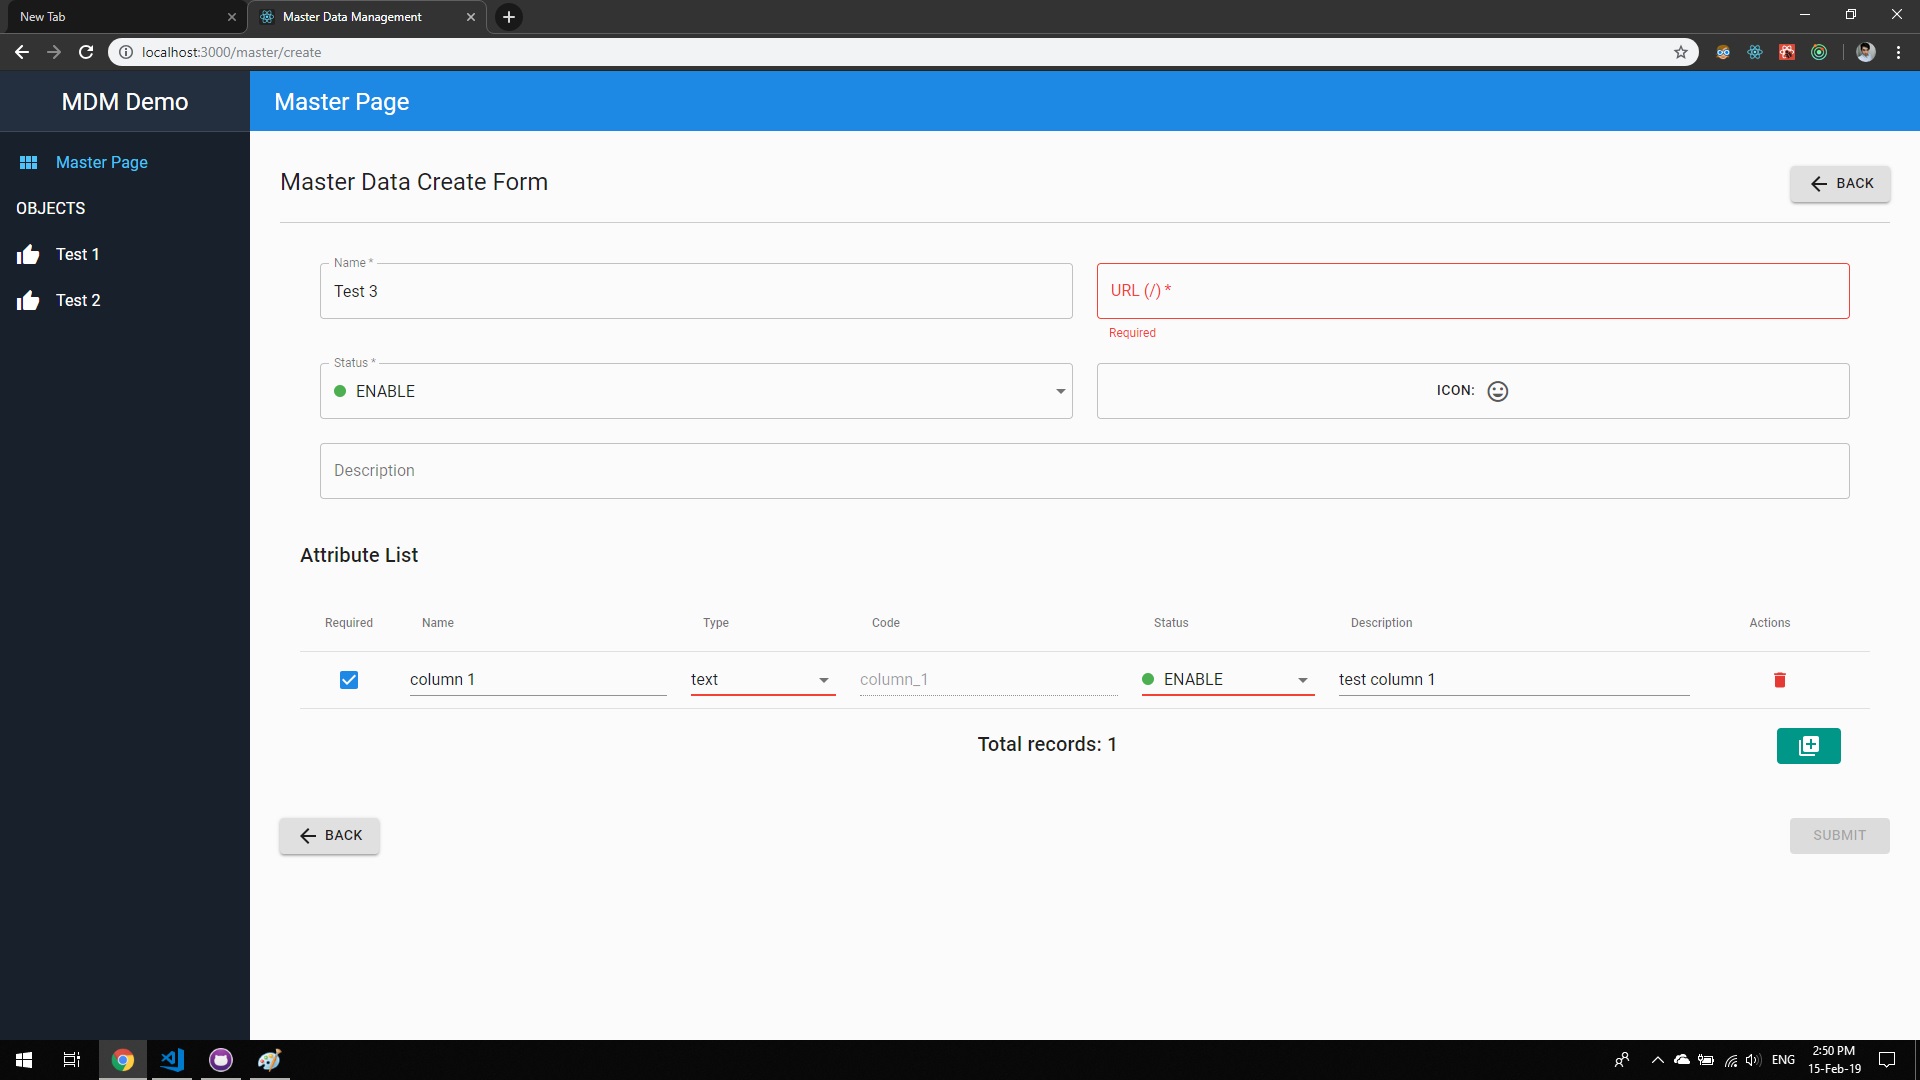 New Tab
Master Data Management
localhost:3000/master/create
MDM Demo
Master Page
Master Page
OBJECTS
Test 1
Test 2
Master Data Create Form
BACK
Name *
Test 3
URL (/) *
Required
Status *
ENABLE
ICON:
Description
Attribute List
Required Name Type Code Status Description Actions
column 1 text column_1 ENABLE test column 1
Total records: 1
BACK
SUBMIT
ENG
2:50 PM
15-Feb-19